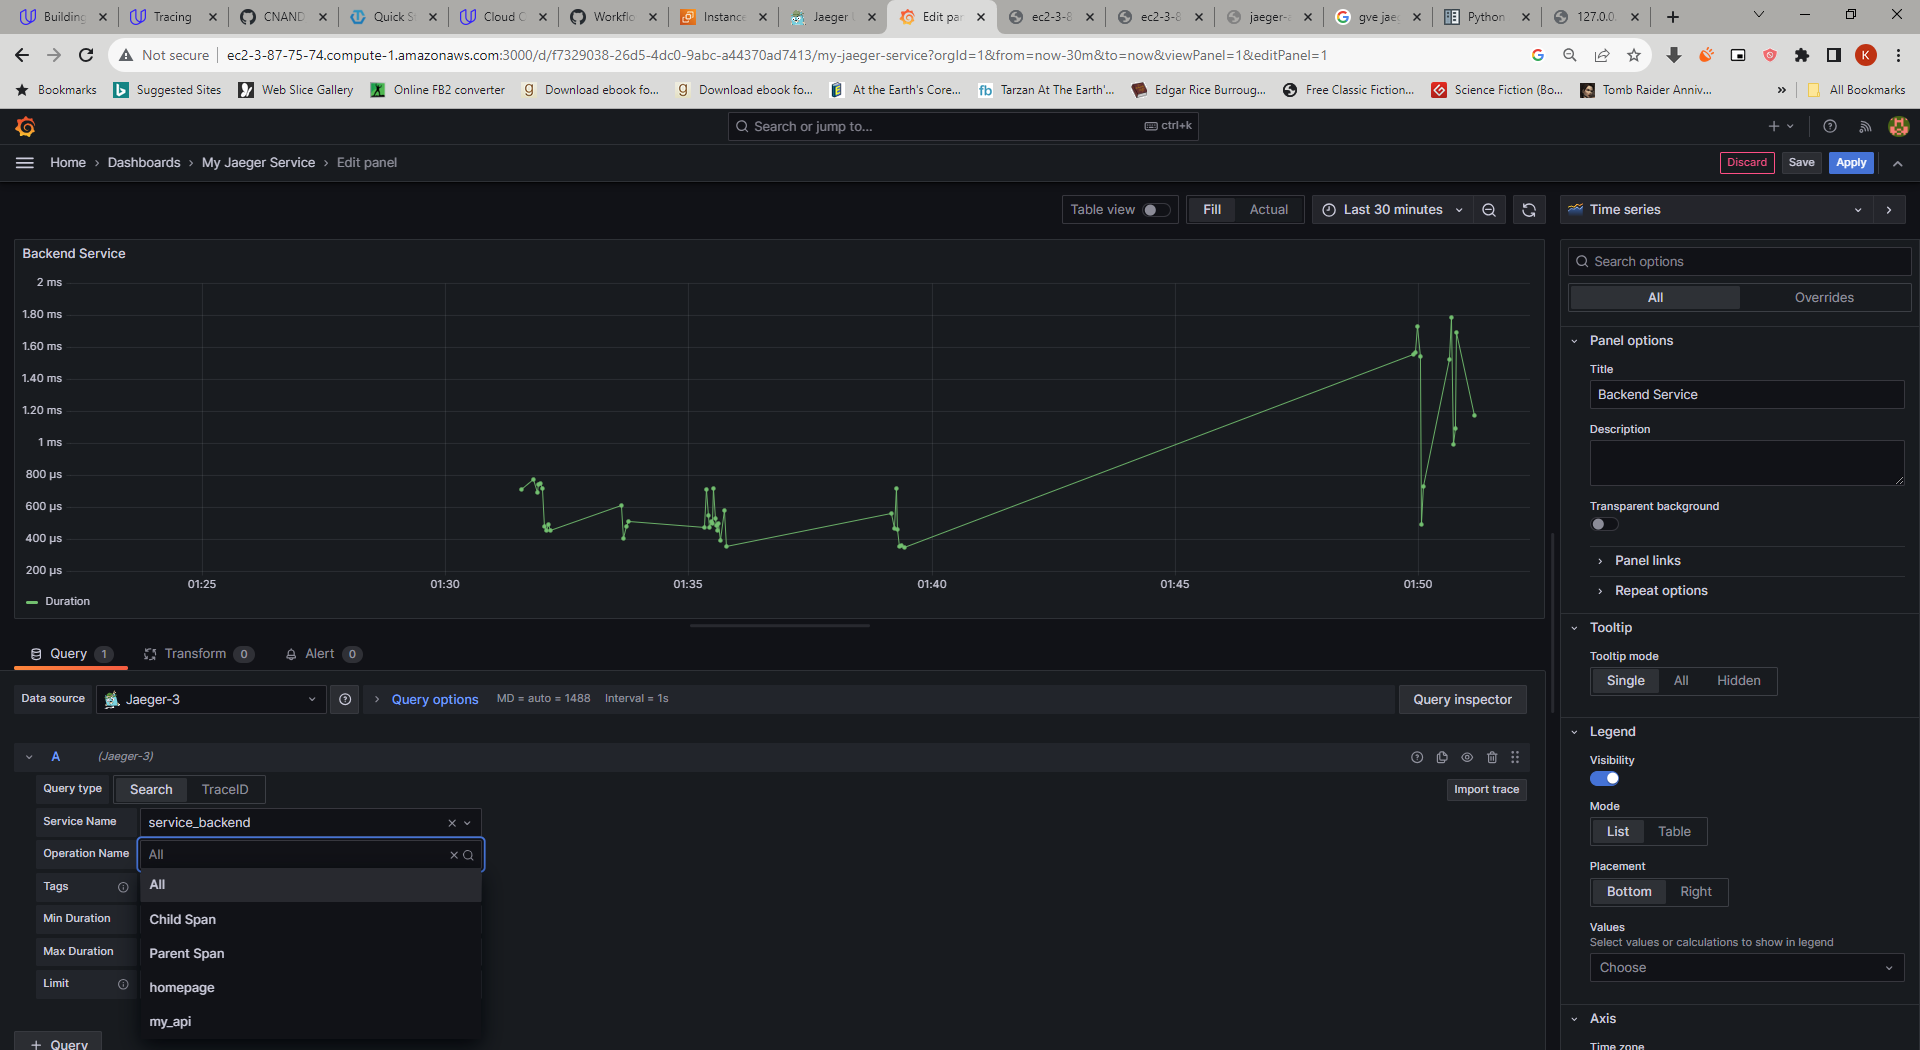 Building
Tracing
CNAND
Quick S
Cloud C
Workflo
Instance
Jaeger
Edit pa
ec2-3-8
ec2-3-8
jaeger-a
gve jae
Python
127.0.0
Not secure
ec2-3-87-75-74.compute-1.amazonaws.com:3000/d/f7329038-26d5-4dc0-9abc-a44370ad7413/my-jaeger-service?orgId=1&from=now-30m&to=now&viewPanel=1&editPanel=1
K
Bookmarks
Suggested Sites
Web Slice Gallery
Online FB2 converter
Download ebook fo...
Download ebook fo...
At the Earth's Core...
Tarzan At The Earth'...
Edgar Rice Burroug...
Free Classic Fiction...
Science Fiction (Bo...
Tomb Raider Anniv...
»
All Bookmarks
Search or jump to...
ctrl+k
Home › Dashboards › My Jaeger Service › Edit panel
Discard
Save
Apply
Table view
Fill
Actual
Last 30 minutes
Time series
Backend Service
2 ms
1.80 ms
1.60 ms
1.40 ms
1.20 ms
1 ms
800 µs
600 µs
400 µs
200 µs
01:25
01:30
01:35
01:40
01:45
01:50
Duration
Query 1
Transform 0
Alert 0
Data source
Jaeger-3
Query options
MD = auto = 1488
Interval = 1s
Query inspector
A
(Jaeger-3)
Query type
Search
TraceID
Import trace
Service Name
service_backend
Operation Name
All
Tags
All
Child Span
Min Duration
Max Duration
Parent Span
Limit
homepage
my_api
+ Query
Search options
All
Overrides
Panel options
Title
Backend Service
Description
Transparent background
Panel links
Repeat options
Tooltip
Tooltip mode
Single
All
Hidden
Legend
Visibility
Mode
List
Table
Placement
Bottom
Right
Values
Select values or calculations to show in legend
Choose
Axis
Time zone